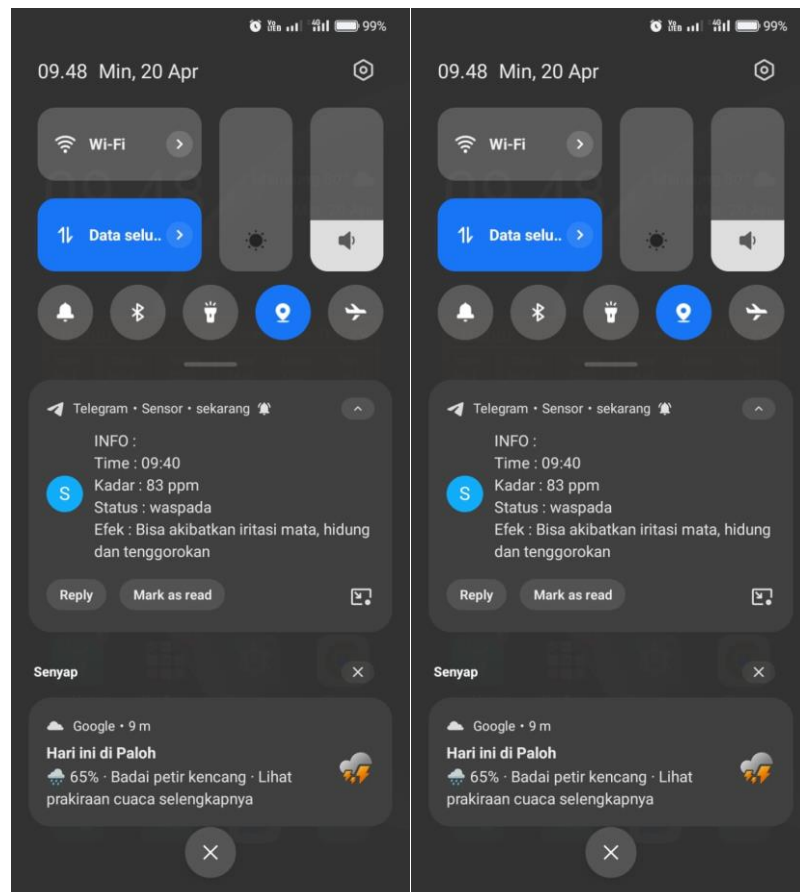 99%
09.48 Min, 20 Apr
Wi-Fi
Data selu..
Telegram • Sensor • sekarang
INFO :
Time : 09:40
S
Kadar : 83 ppm
Status : waspada
Efek : Bisa akibatkan iritasi mata, hidung
dan tenggorokan
Reply Mark as read
Senyap
Google • 9 m
Hari ini di Paloh
65% · Badai petir kencang · Lihat
prakiraan cuaca selengkapnya
99%
09.48 Min, 20 Apr
Wi-Fi
Data selu..
Telegram • Sensor • sekarang
INFO :
Time : 09:40
S
Kadar : 83 ppm
Status : waspada
Efek : Bisa akibatkan iritasi mata, hidung
dan tenggorokan
Reply Mark as read
Senyap
Google • 9 m
Hari ini di Paloh
65% · Badai petir kencang · Lihat
prakiraan cuaca selengkapnya